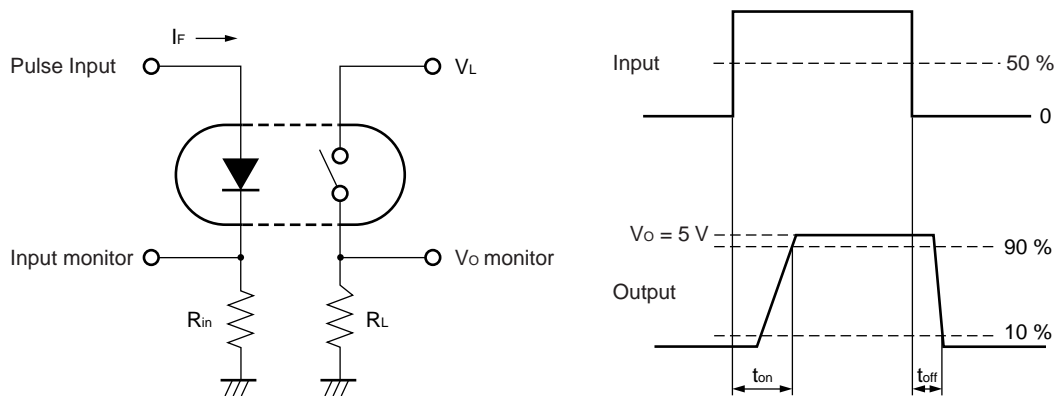 IF
Pulse Input
VL
Input monitor
VO monitor
Rin
RL
Input
50 %
0
VO = 5 V
90 %
Output
10 %
ton
toff